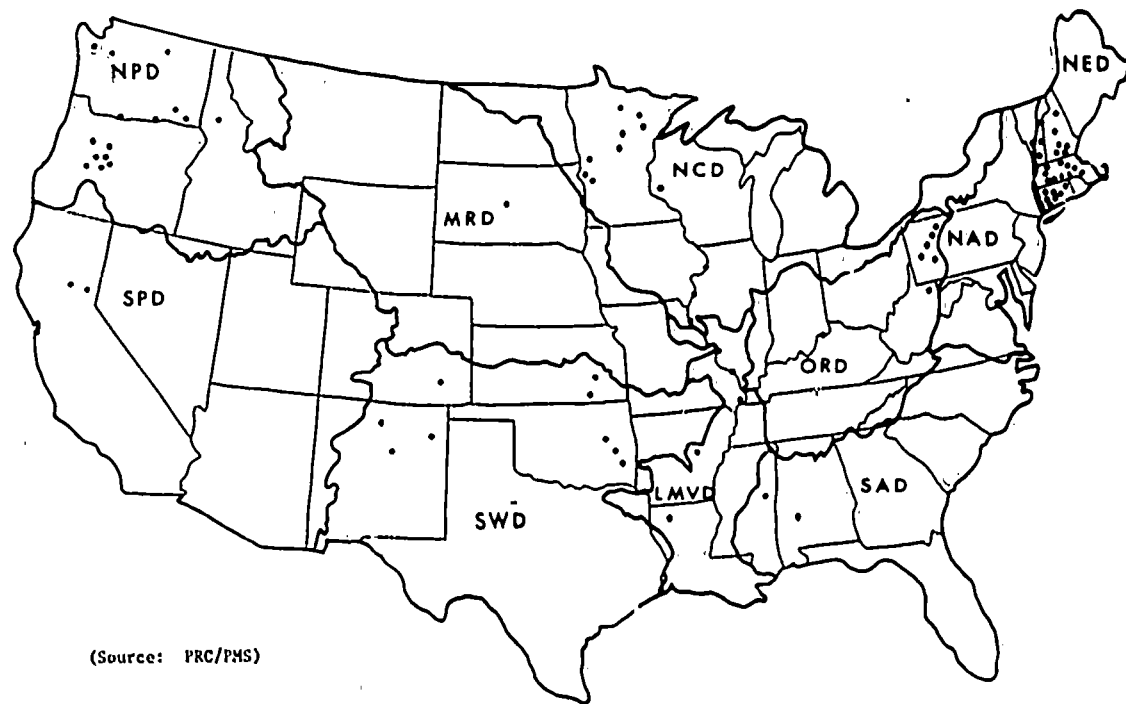 NPD
NED
NCD
MRD
NAD
SPD
ORD
LMVD
SAD
SWD
(Source: PRC/PMS)